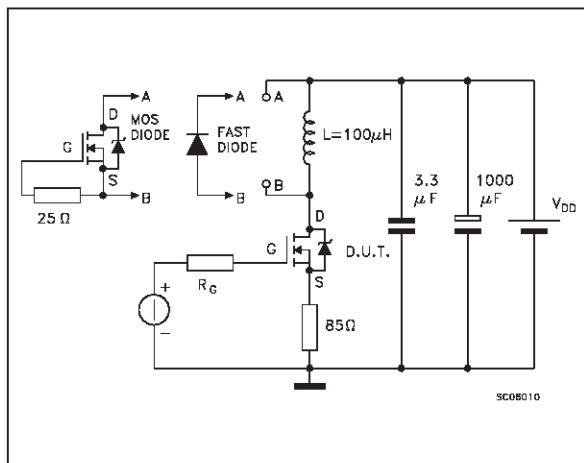 A
D
MOS
DIODE
G
S
B
25 Ω
A
FAST
DIODE
B
A
L=100μH
B
D
G
D.U.T.
S
R_G
+
-
85Ω
3.3
μF
1000
μF
V_DD
SC08010